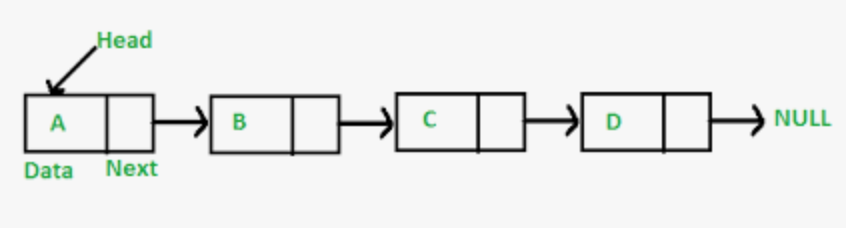 Head
A B C D NULL
Data Next